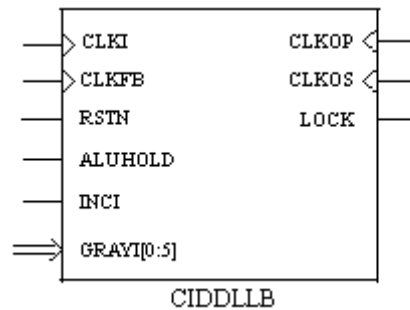 CLKI CLKOP
CLKFB CLKOS
RSTN LOCK
ALUHOLD
INCI
GRAYI[0:5]
CIDDLLB